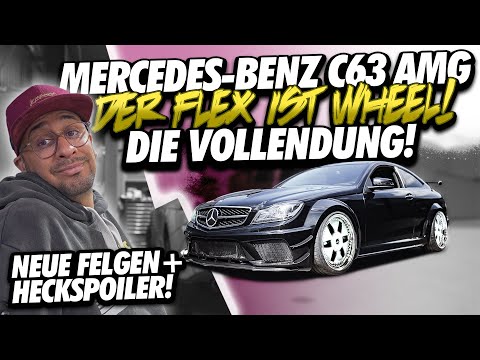 MERCEDES-BENZ C63 AMG
DER FLEX IST WHEEL!
DIE VOLLENDUNG!
NEUE FELGEN +
HECKSPOILER!